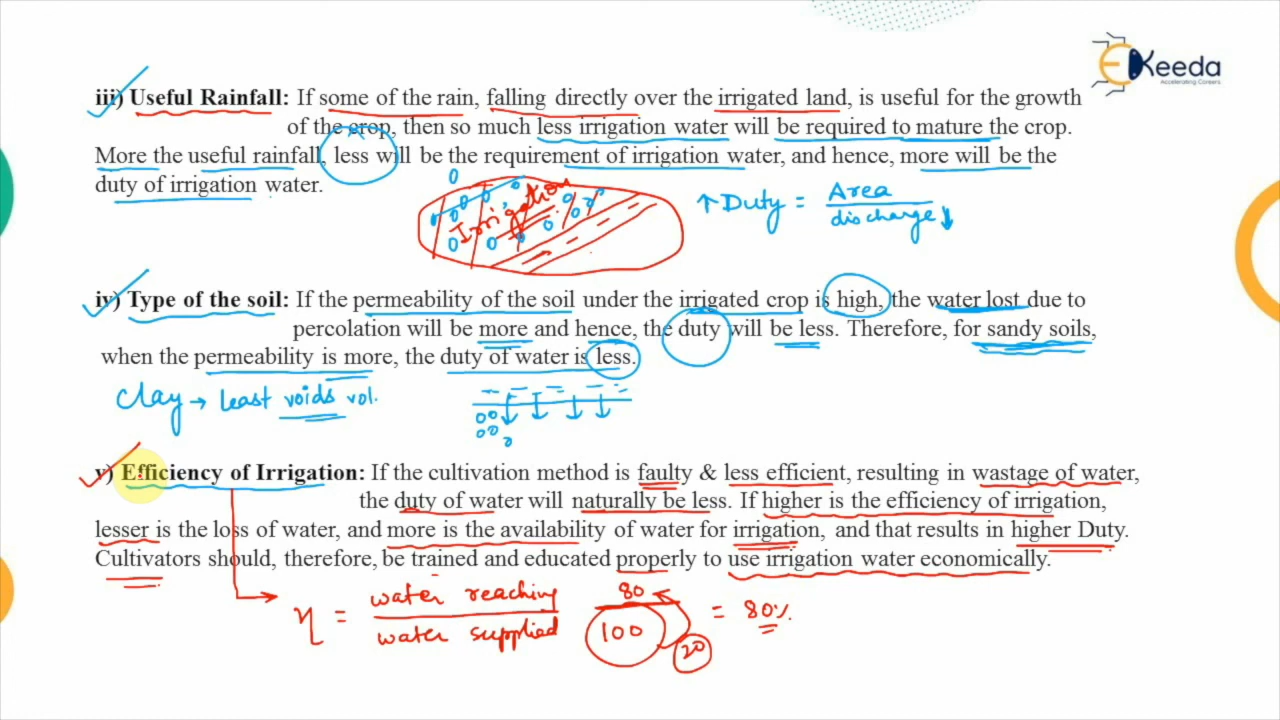 EKeeda
Accelerating Careers.
iii) Useful Rainfall: If some of the rain, falling directly over the irrigated land, is useful for the growth
of the crop, then so much less irrigation water will be required to mature the crop.
More the useful rainfall, less will be the requirement of irrigation water, and hence, more will be the
duty of irrigation water.
Irrigation
↑ Duty = Area
discharge ↓
iv) Type of the soil: If the permeability of the soil under the irrigated crop is high, the water lost due to
percolation will be more and hence, the duty will be less. Therefore, for sandy soils,
when the permeability is more, the duty of water is less.
Clay → Least voids vol.
v) Efficiency of Irrigation: If the cultivation method is faulty & less efficient, resulting in wastage of water,
the duty of water will naturally be less. If higher is the efficiency of irrigation,
lesser is the loss of water, and more is the availability of water for irrigation, and that results in higher Duty.
Cultivators should, therefore, be trained and educated properly to use irrigation water economically.
η = water reaching 80 = 80%
water supplied 100 20